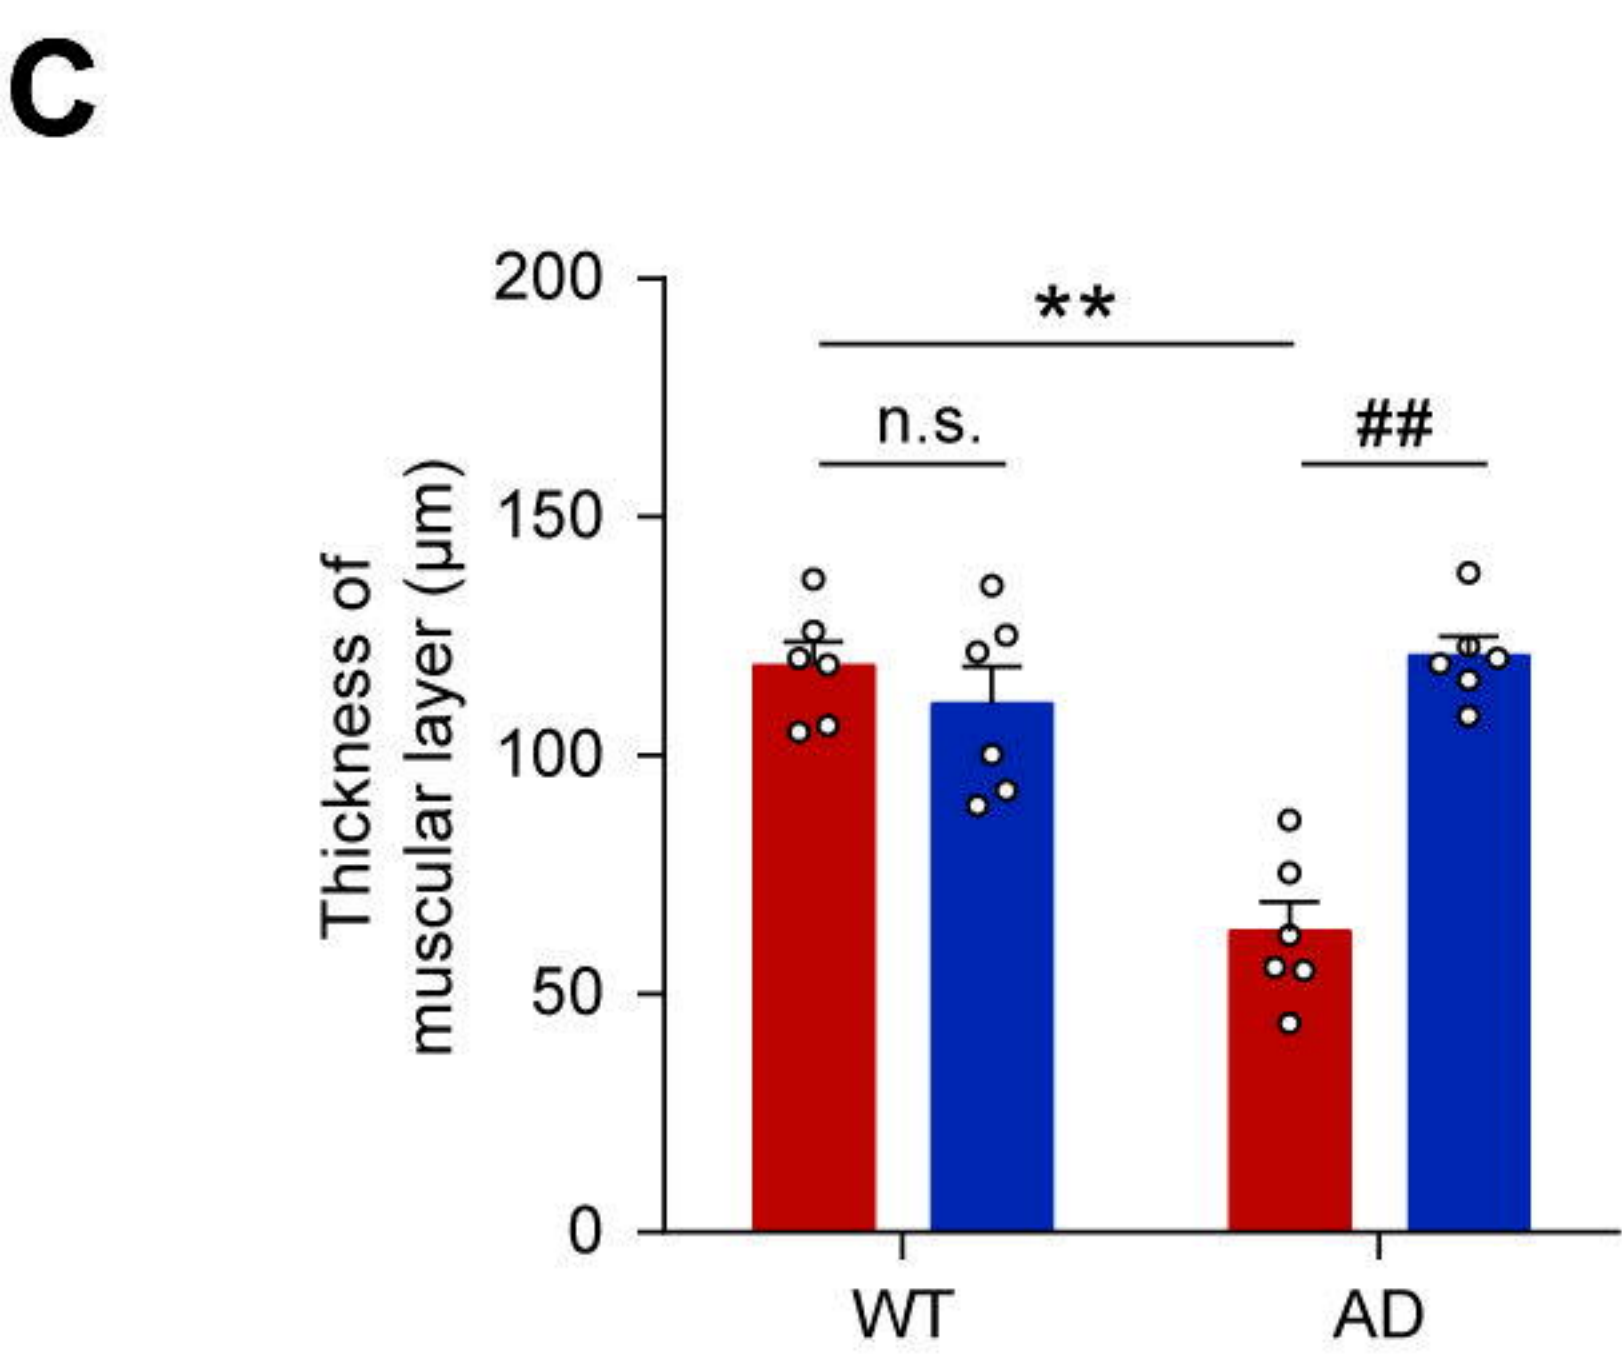 C
200
**
n.s.
##
150
Thickness of
muscular layer (μm)
100
50
0
WT
AD